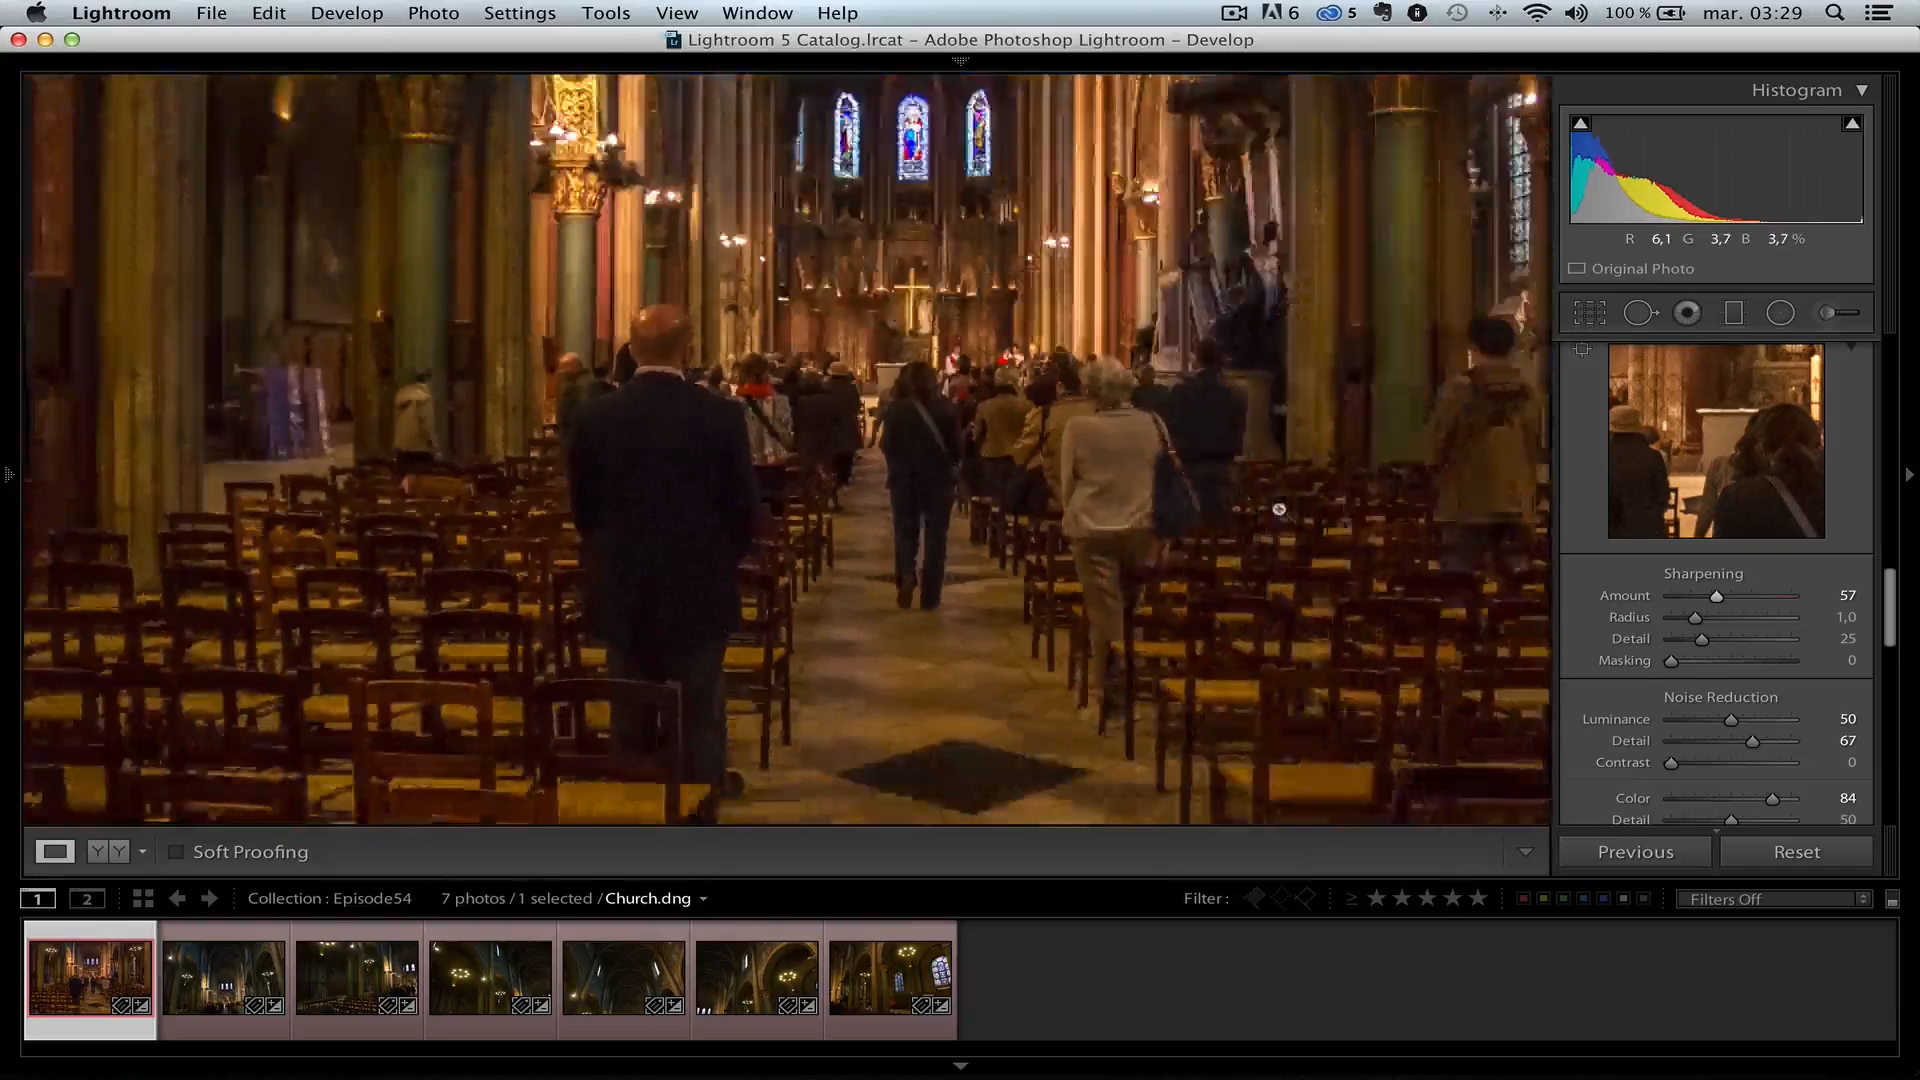 Lightroom File Edit Develop Photo Settings Tools View Window Help 6 5 100 % mar. 03:29
Lightroom 5 Catalog.lrcat – Adobe Photoshop Lightroom – Develop
Lr
Histogram
R 6,1 G 3,7 B 3,7 %
Original Photo
Sharpening
Amount 57
Radius 1,0
Detail 25
Masking 0
Noise Reduction
Luminance 50
Detail 67
Contrast 0
Color 84
Detail 50
YY Soft Proofing
Previous Reset
1 2 Collection : Episode54 7 photos / 1 selected / Church.dng Filter : ≥ ★★★★★ Filters Off